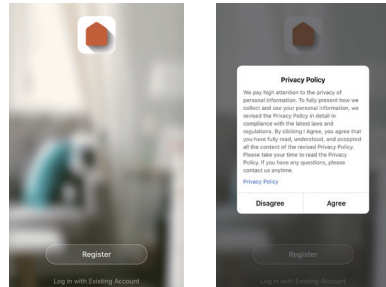 Register
Log in with Existing Account
Privacy Policy
We pay high attention to the privacy of
personal information. To fully present how we
collect and use your personal information, we
revised the Privacy Policy in detail in
compliance with the latest laws and
regulations. By clicking I Agree, you agree that
you have fully read, understood, and accepted
all the content of the revised Privacy Policy.
Please take your time to read the Privacy
Policy. If you have any questions, please
contact us anytime.
Privacy Policy
Disagree
Agree
Register
Log in with Existing Account